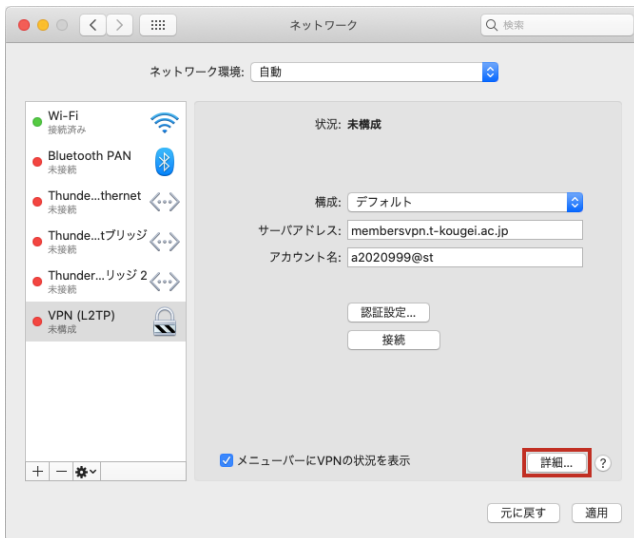 ネットワーク
検索
ネットワーク環境: 自動
Wi-Fi
接続済み
Bluetooth PAN
未接続
Thunde...thernet
未接続
Thunde...tブリッジ
未接続
Thunder...リッジ 2
未接続
VPN (L2TP)
未構成
状況: 未構成
構成: デフォルト
サーバアドレス: membersvpn.t-kougei.ac.jp
アカウント名: a2020999@st
認証設定...
接続
メニューバーにVPNの状況を表示
詳細...
?
元に戻す
適用